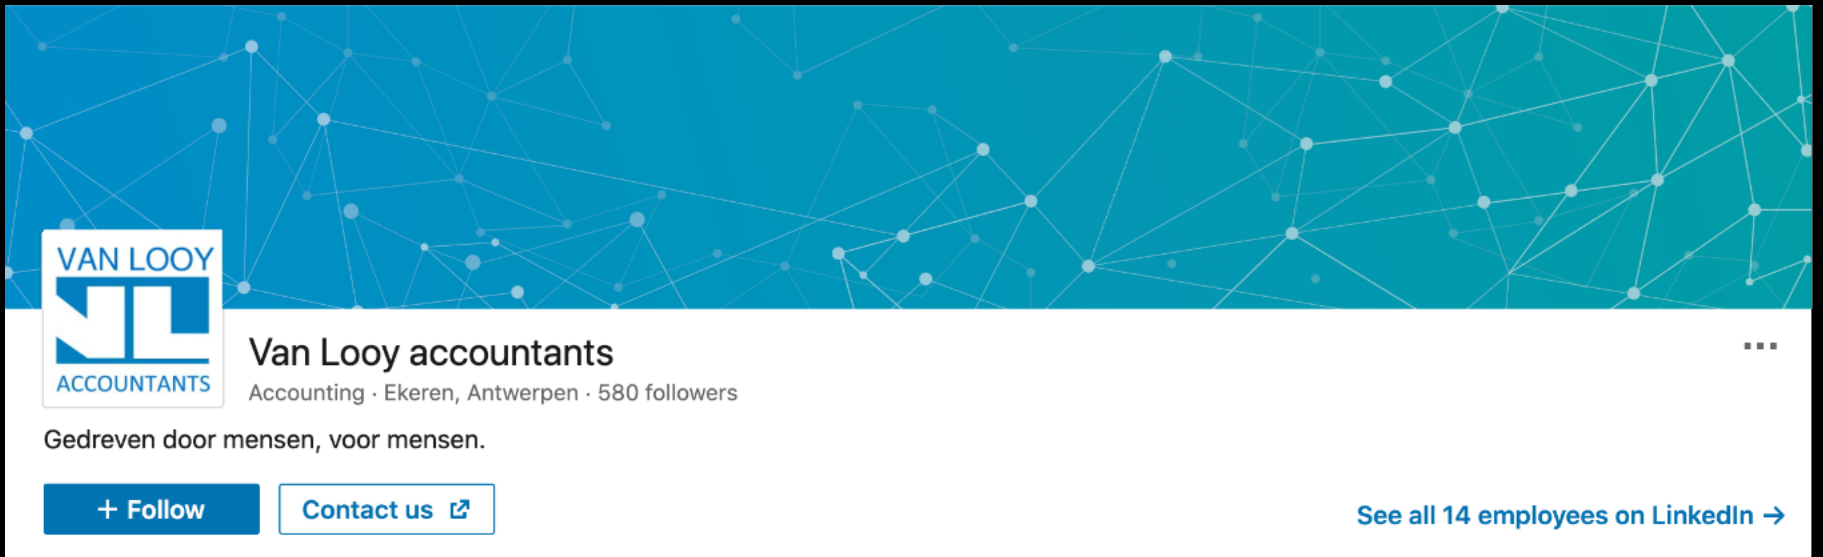 VAN LOOY
VL
ACCOUNTANTS
Van Looy accountants
Accounting · Ekeren, Antwerpen · 580 followers
Gedreven door mensen, voor mensen.
+ Follow
Contact us
See all 14 employees on LinkedIn →